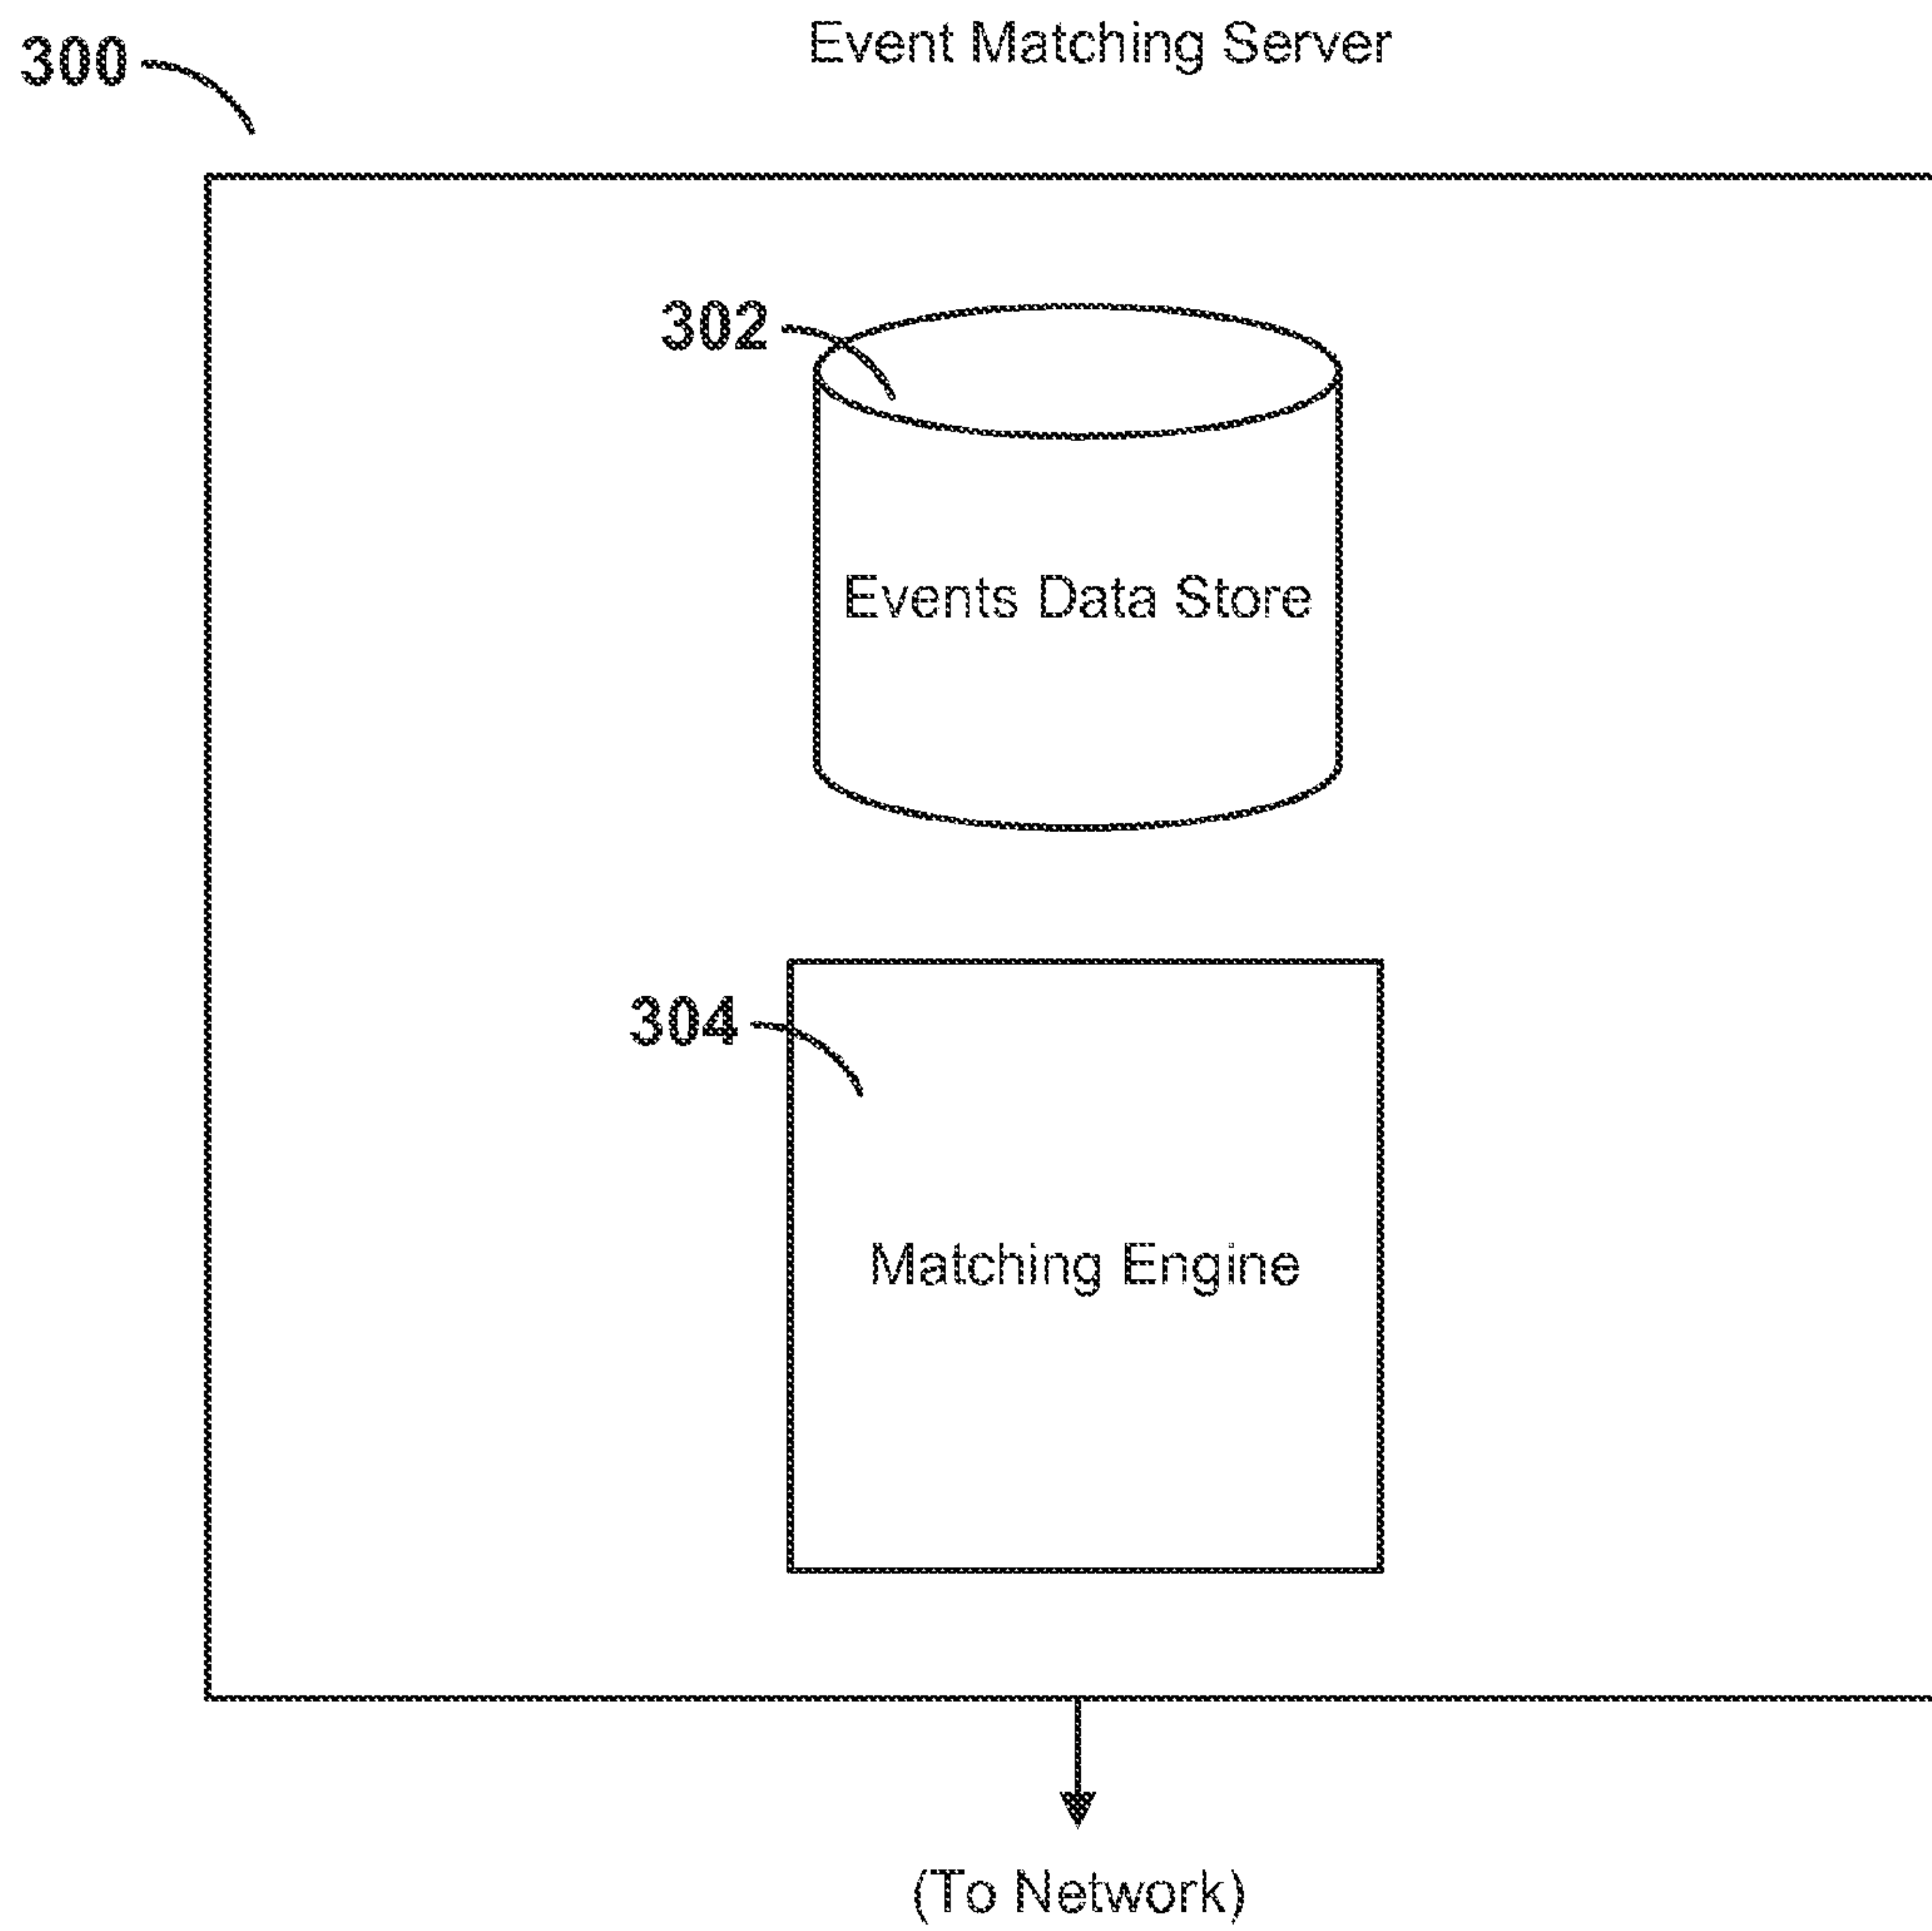 Event Matching Server
300
302
Events Data Store
304
Matching Engine
(To Network)